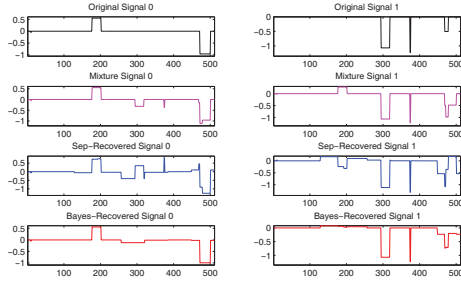 Original Signal 0
0.5
0
−0.5
−1
100 200 300 400 500
Original Signal 1
0
−0.5
−1
100 200 300 400 500
Mixture Signal 0
0.5
0
−0.5
−1
100 200 300 400 500
Mixture Signal 1
0
−0.5
−1
100 200 300 400 500
Sep−Recovered Signal 0
0.5
0
−0.5
−1
100 200 300 400 500
Sep−Recovered Signal 1
0
−0.5
−1
100 200 300 400 500
Bayes−Recovered Signal 0
0.5
0
−0.5
−1
100 200 300 400 500
Bayes−Recovered Signal 1
0
−0.5
−1
100 200 300 400 500